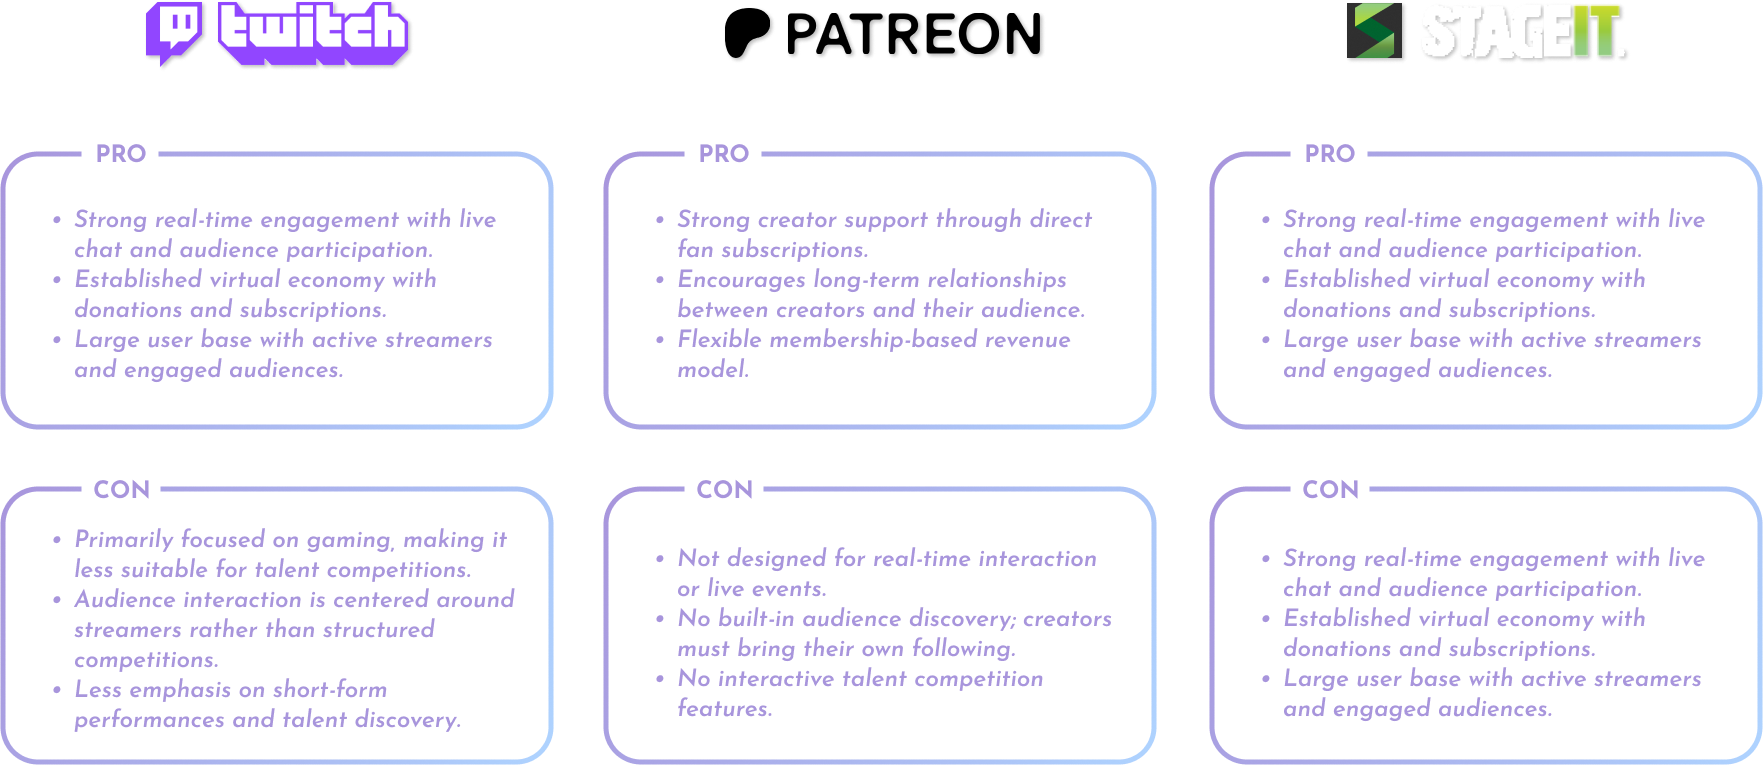 twitch
PATREON
STAGEIT.
PRO
• Strong real-time engagement with live
chat and audience participation.
• Established virtual economy with
donations and subscriptions.
• Large user base with active streamers
and engaged audiences.
PRO
• Strong creator support through direct
fan subscriptions.
• Encourages long-term relationships
between creators and their audience.
• Flexible membership-based revenue
model.
PRO
• Strong real-time engagement with live
chat and audience participation.
• Established virtual economy with
donations and subscriptions.
• Large user base with active streamers
and engaged audiences.
CON
• Primarily focused on gaming, making it
less suitable for talent competitions.
• Audience interaction is centered around
streamers rather than structured
competitions.
• Less emphasis on short-form
performances and talent discovery.
CON
• Not designed for real-time interaction
or live events.
• No built-in audience discovery; creators
must bring their own following.
• No interactive talent competition
features.
CON
• Strong real-time engagement with live
chat and audience participation.
• Established virtual economy with
donations and subscriptions.
• Large user base with active streamers
and engaged audiences.